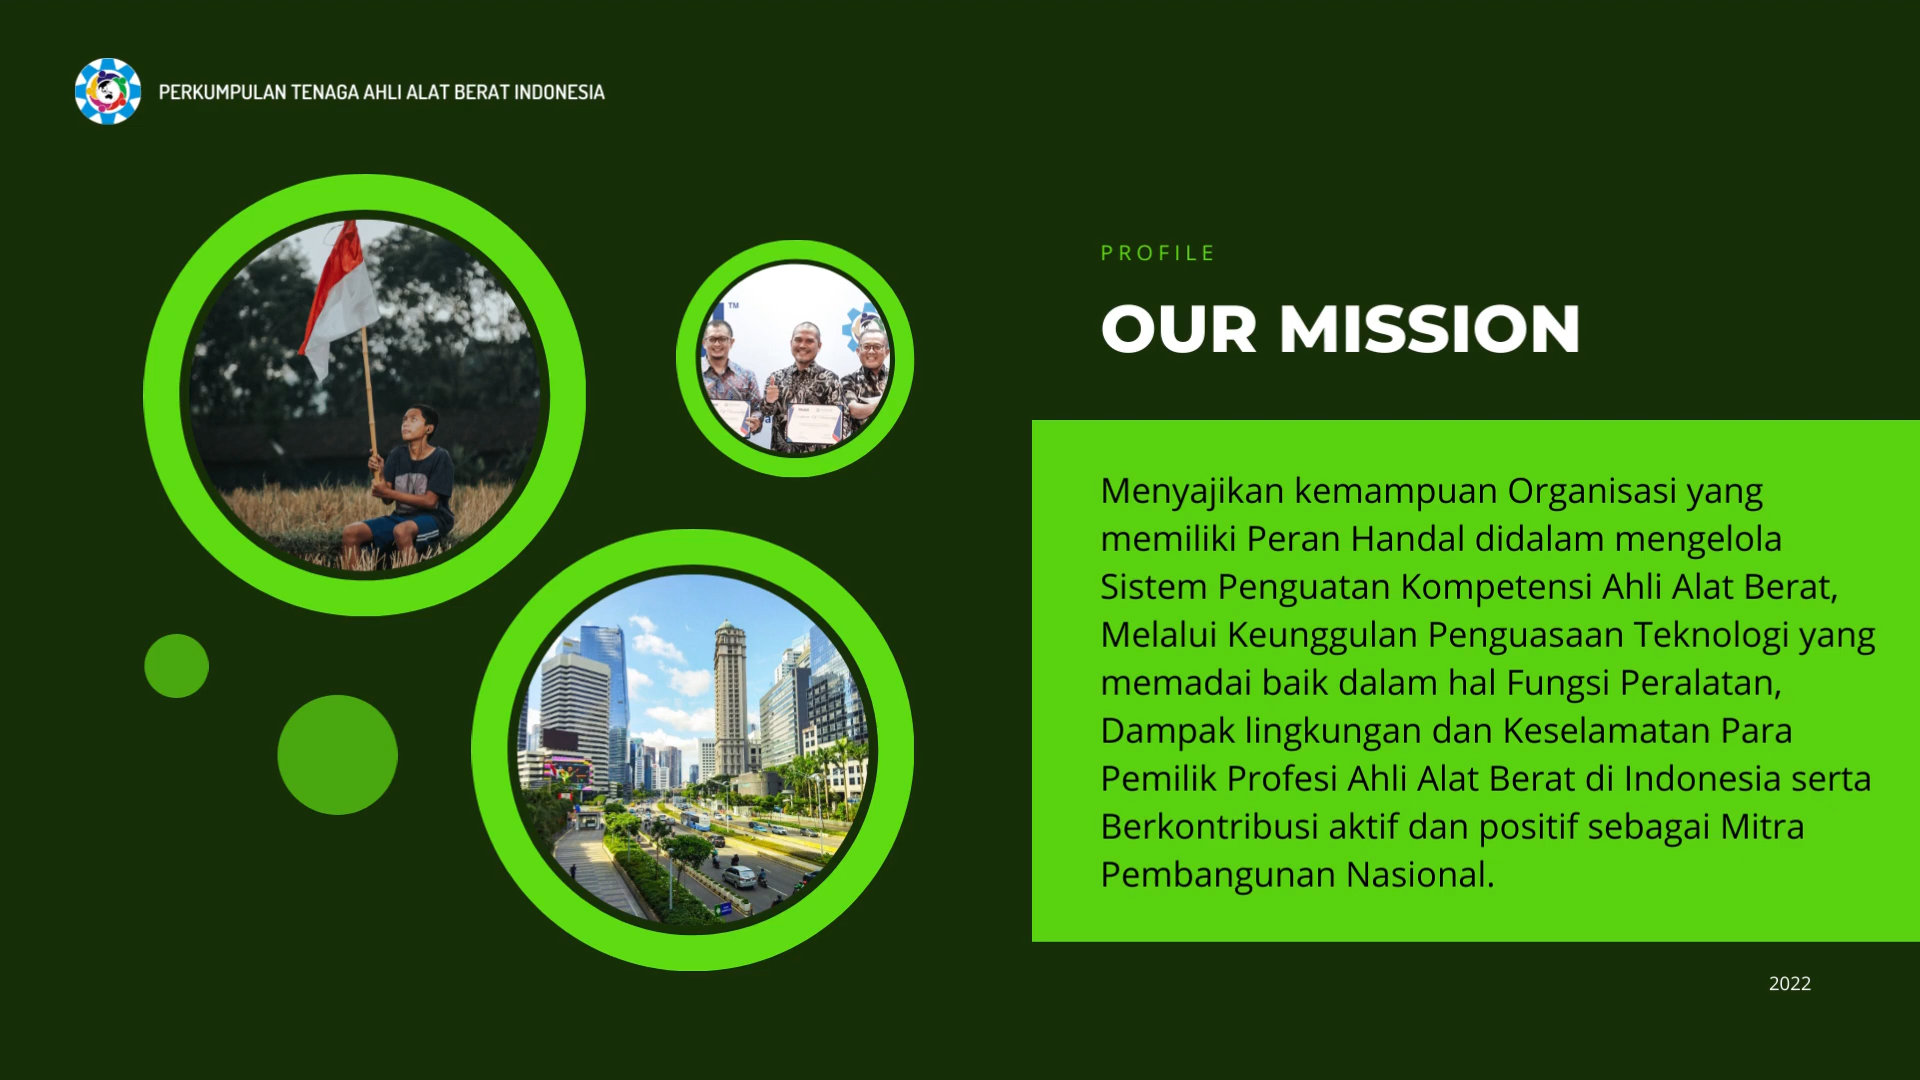 PERKUMPULAN TENAGA AHLI ALAT BERAT INDONESIA
TM
PROFILE
OUR MISSION
Menyajikan kemampuan Organisasi yang
memiliki Peran Handal didalam mengelola
Sistem Penguatan Kompetensi Ahli Alat Berat,
Melalui Keunggulan Penguasaan Teknologi yang
memadai baik dalam hal Fungsi Peralatan,
Dampak lingkungan dan Keselamatan Para
Pemilik Profesi Ahli Alat Berat di Indonesia serta
Berkontribusi aktif dan positif sebagai Mitra
Pembangunan Nasional.
2022